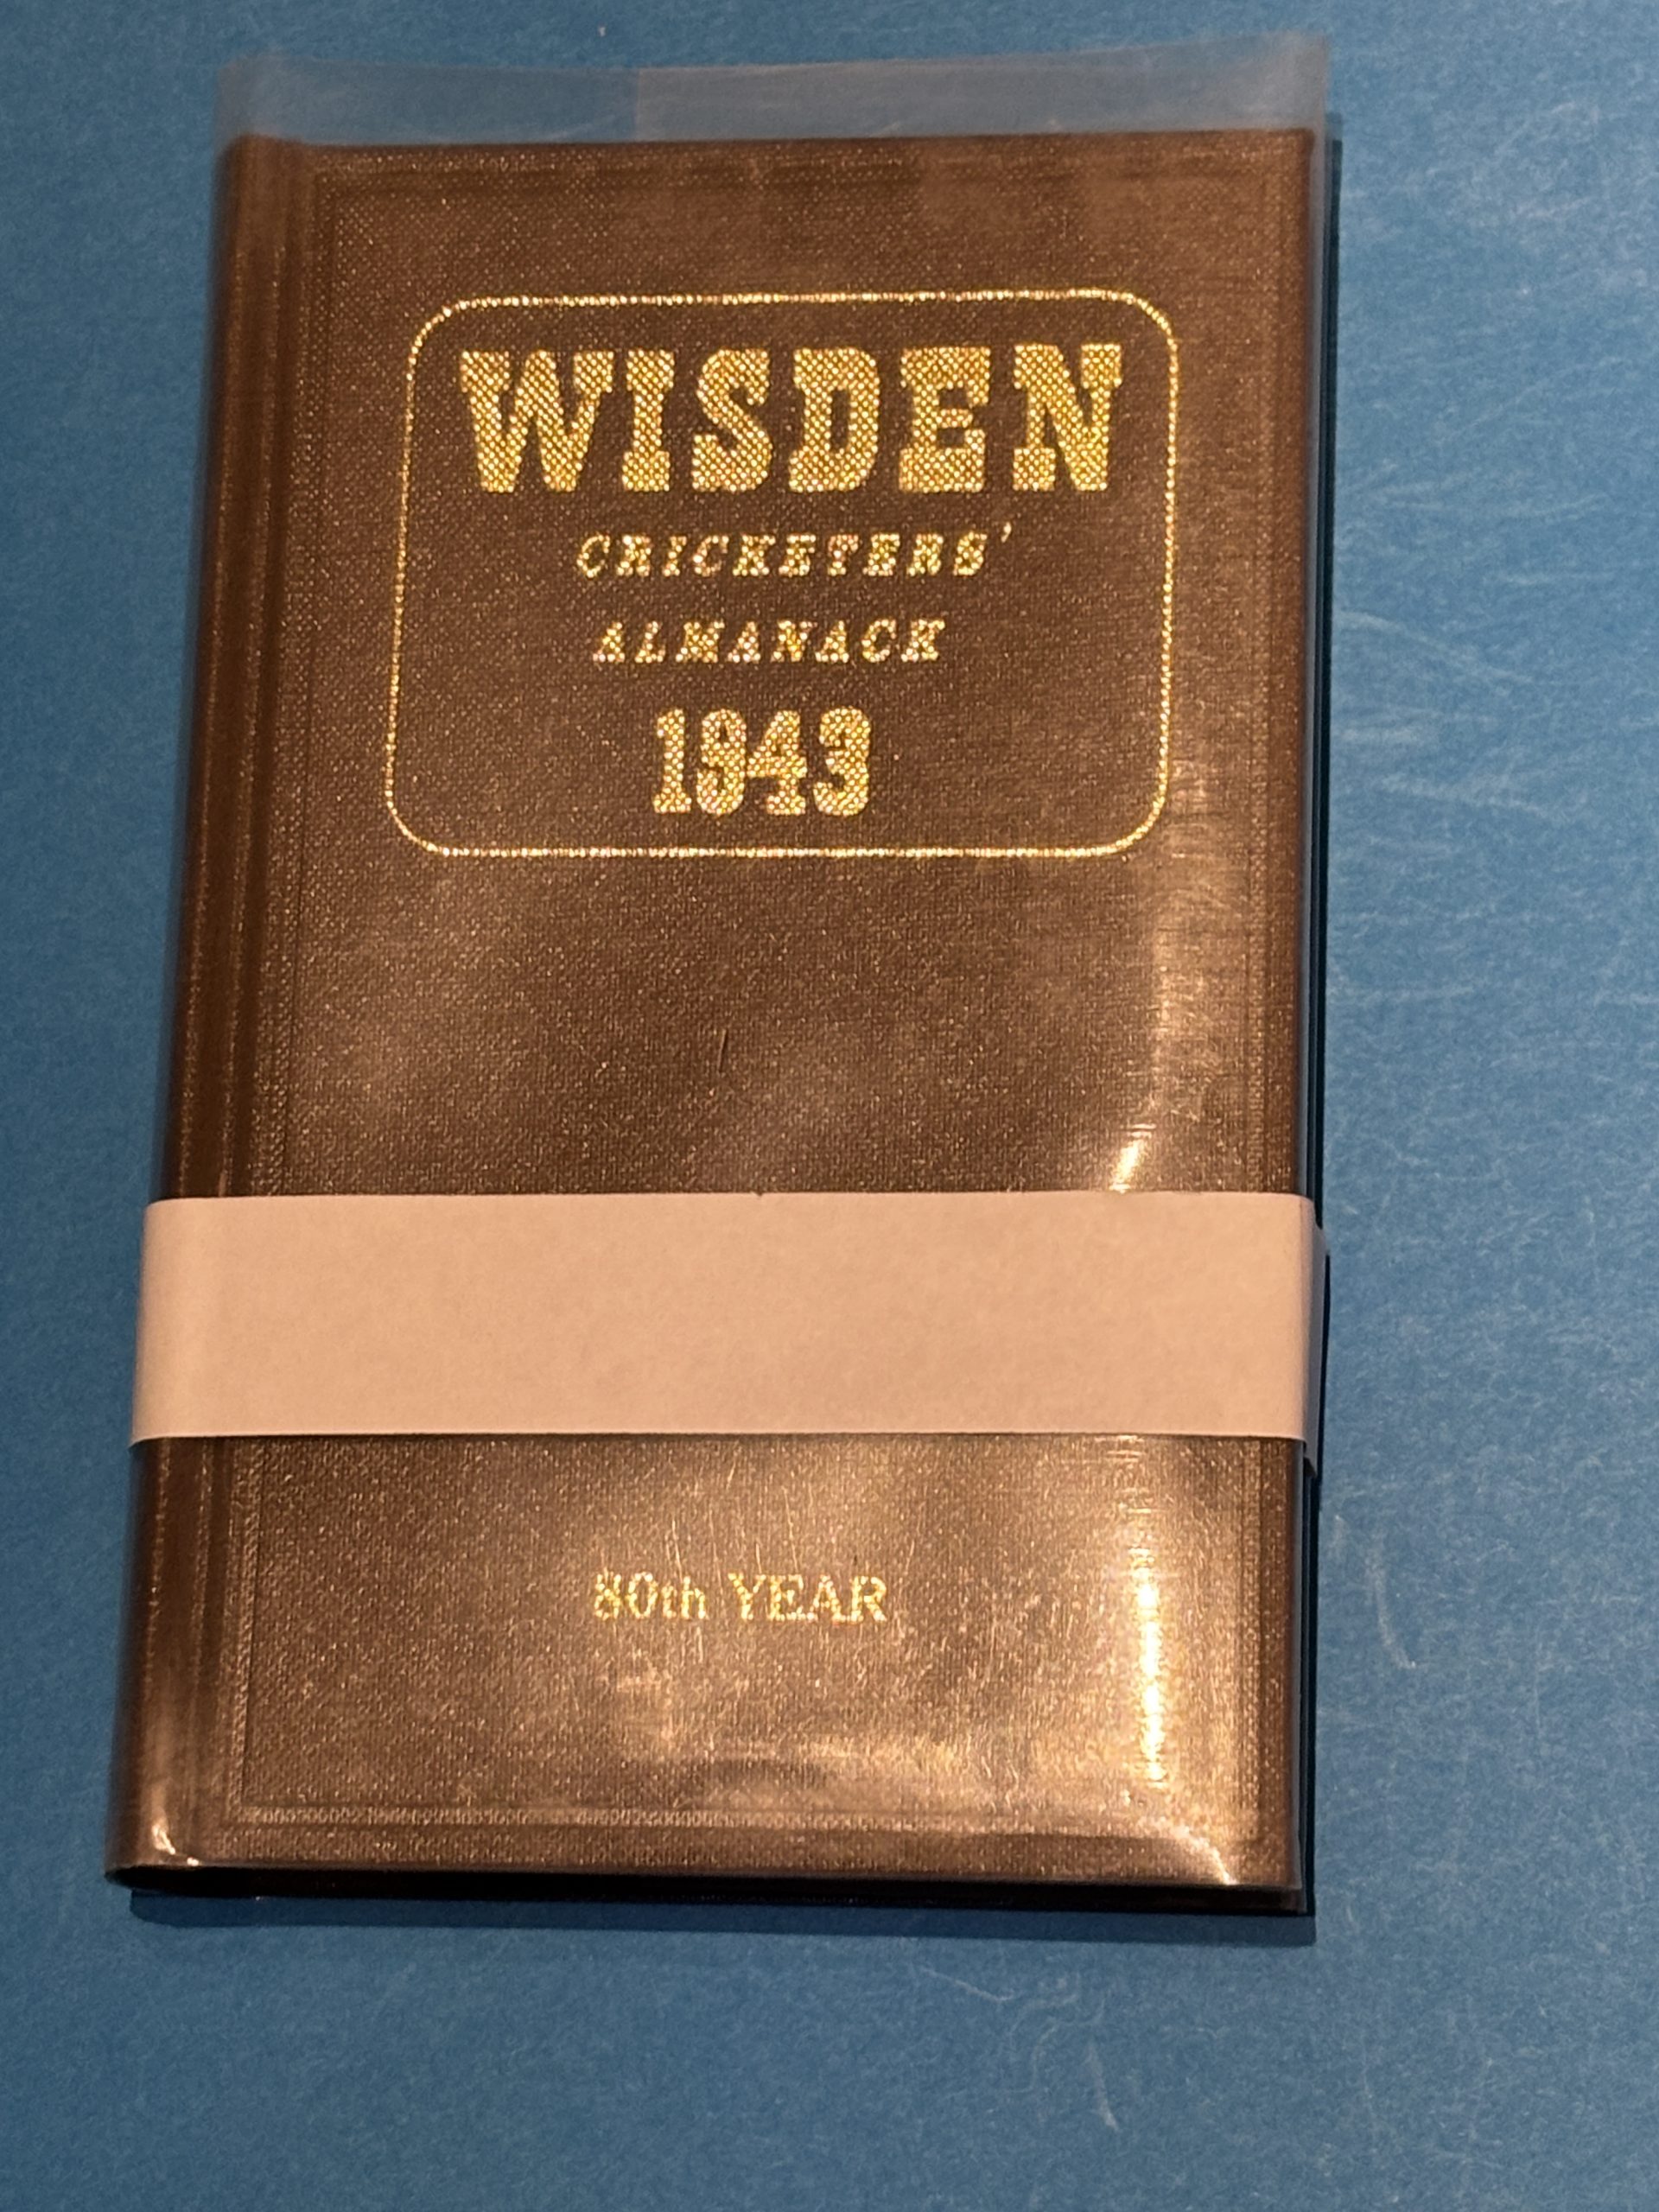 WISDEN
CRICKETERS'
ALMANACK
1943
80th YEAR